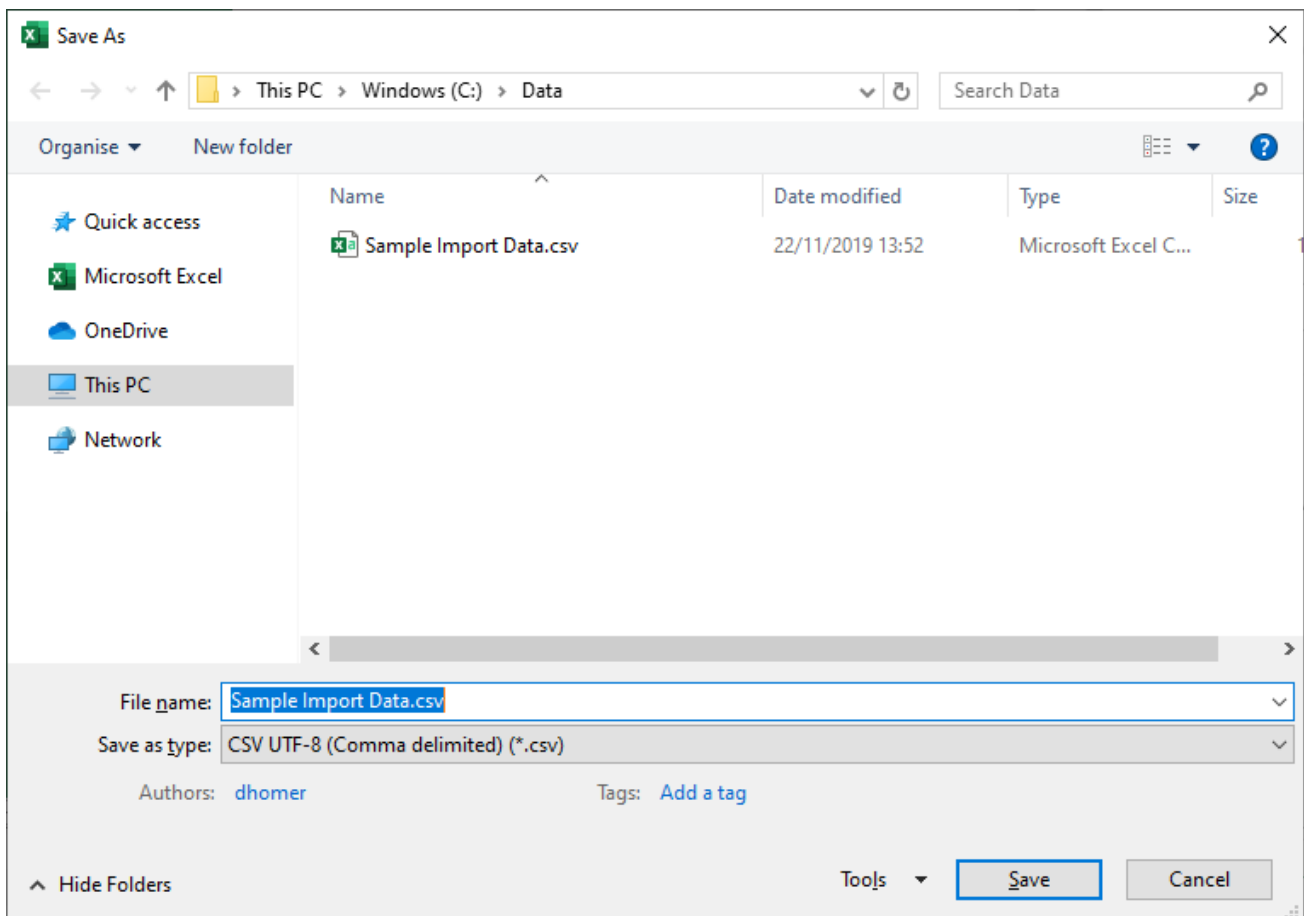 Save As
This PC > Windows (C:) > Data
Search Data
Organise
New folder
Name Date modified Type Size
Quick access
Sample Import Data.csv 22/11/2019 13:52 Microsoft Excel C... 1
Microsoft Excel
OneDrive
This PC
Network
File name: Sample Import Data.csv
Save as type: CSV UTF-8 (Comma delimited) (*.csv)
Authors: dhomer Tags: Add a tag
Hide Folders Tools Save Cancel